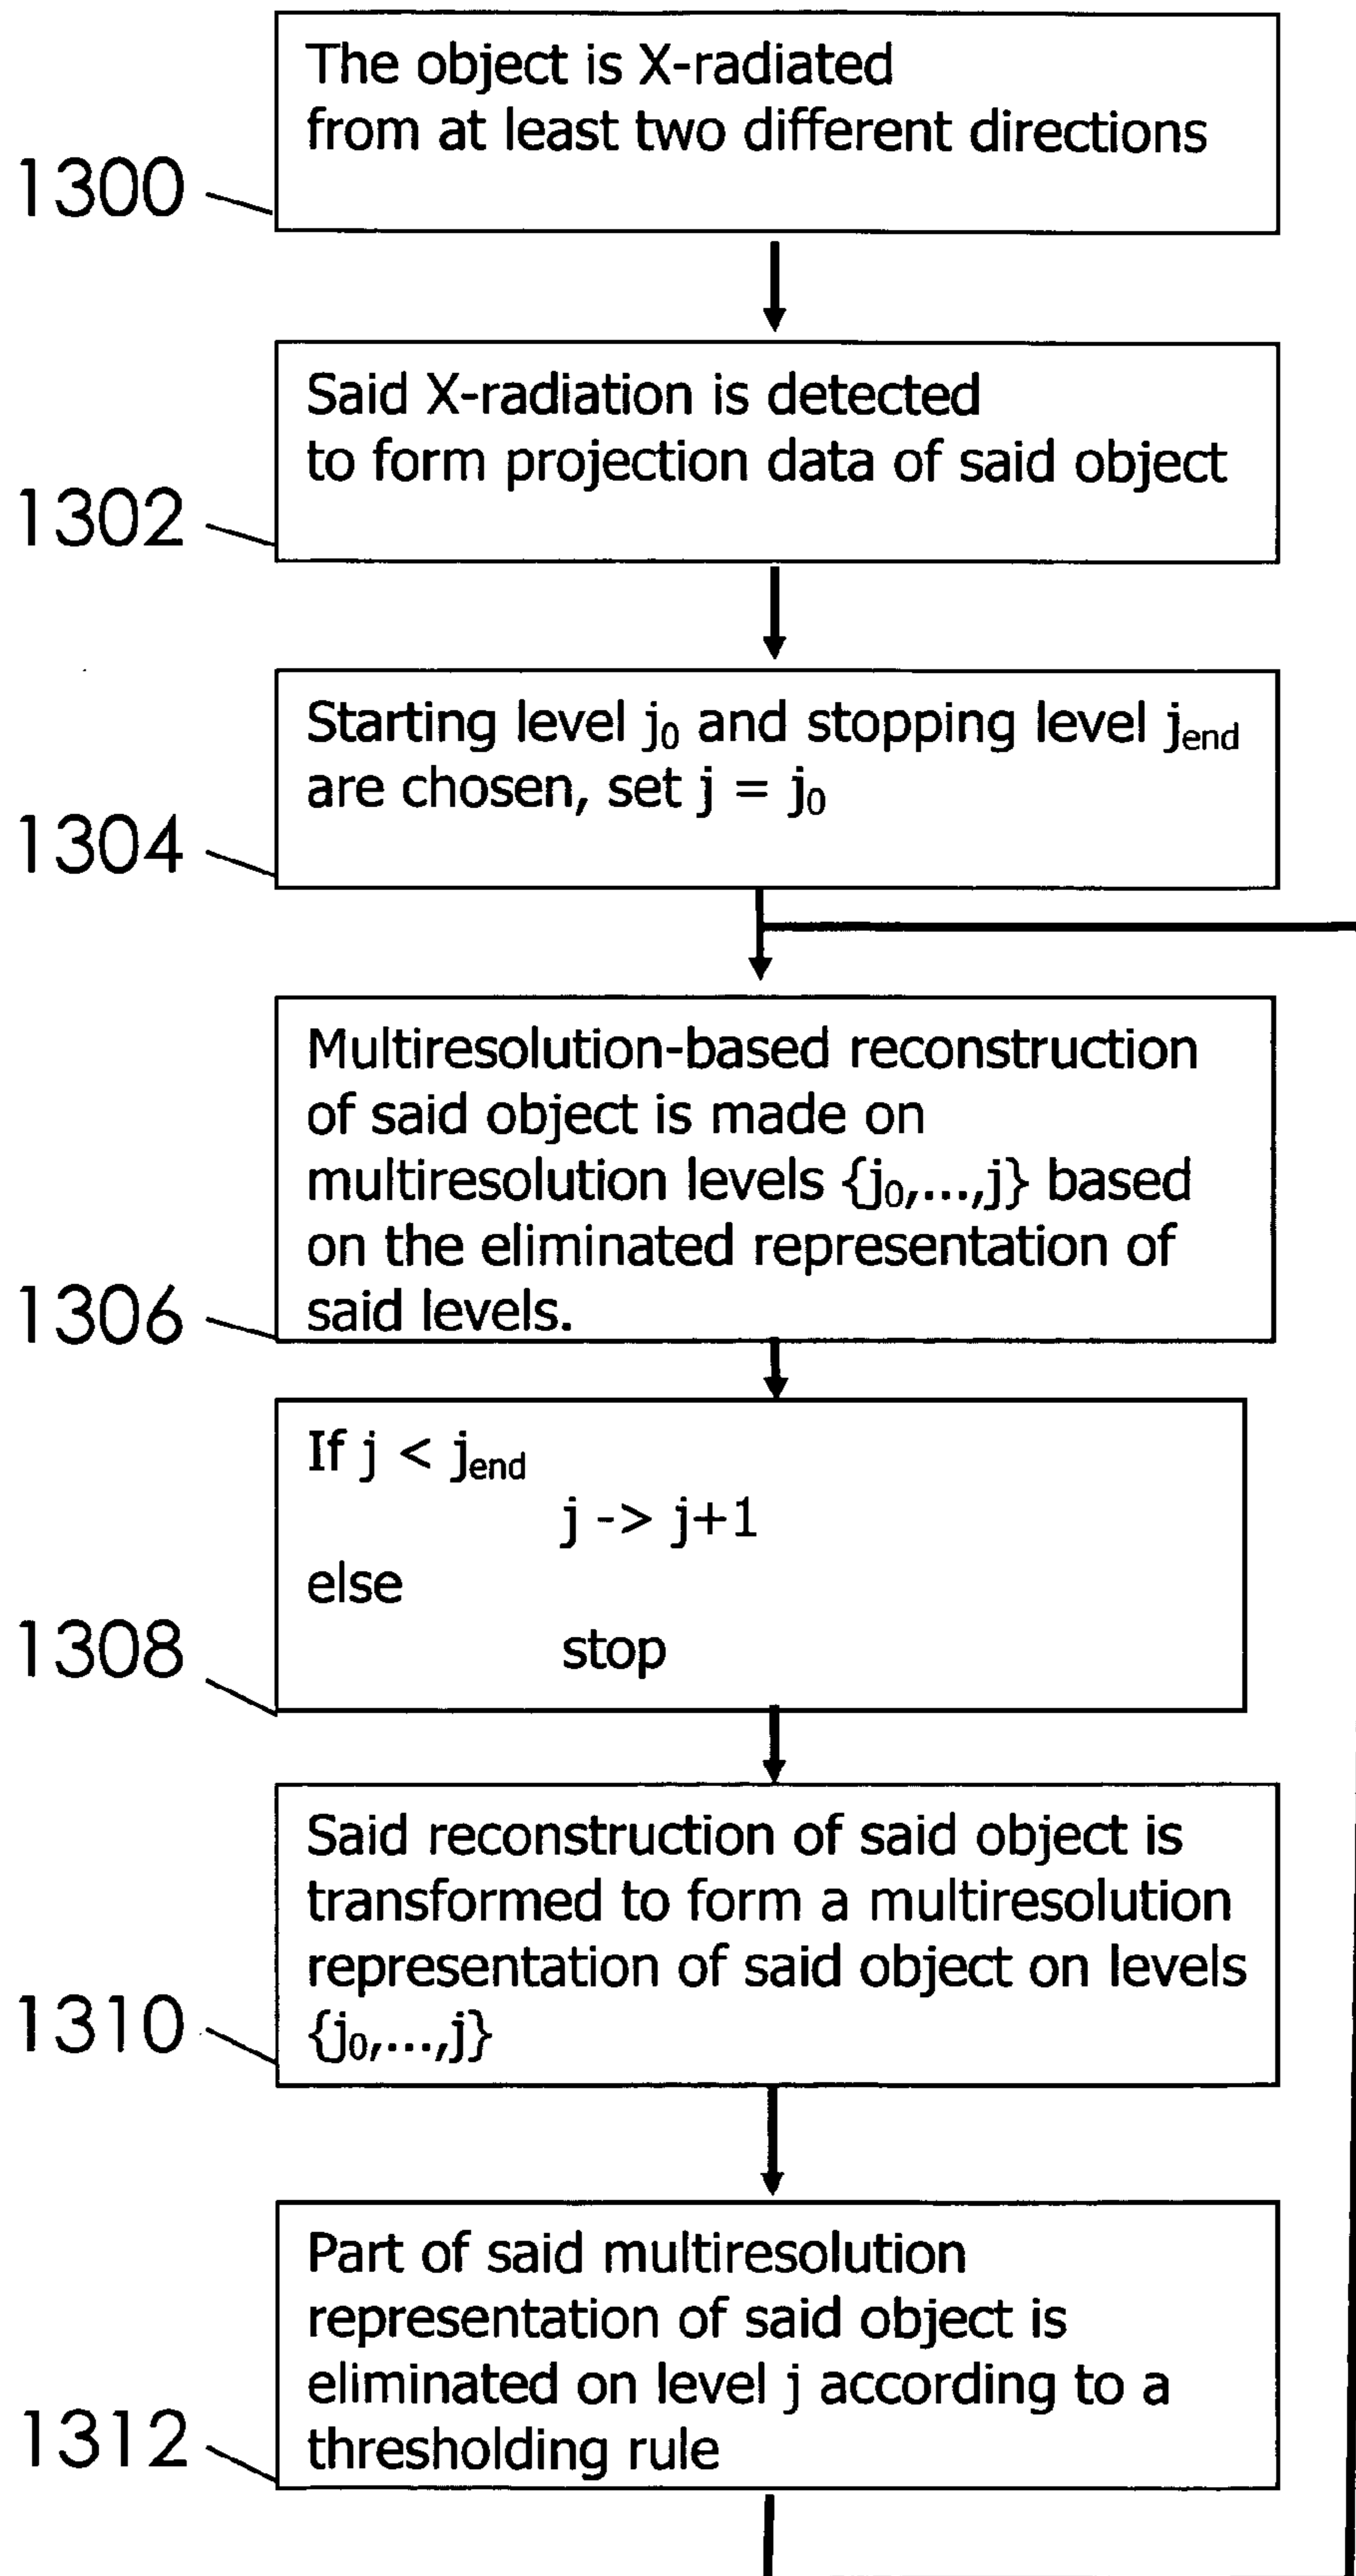 The object is X-radiated
from at least two different directions
1300
Said X-radiation is detected
to form projection data of said object
1302
Starting level j₀ and stopping level jend
are chosen, set j = j₀
1304
Multiresolution-based reconstruction
of said object is made on
multiresolution levels {j₀,...,j} based
on the eliminated representation of
said levels.
1306
If j < jend
j -> j+1
else
stop
1308
Said reconstruction of said object is
transformed to form a multiresolution
representation of said object on levels
{j₀,...,j}
1310
Part of said multiresolution
representation of said object is
eliminated on level j according to a
thresholding rule
1312